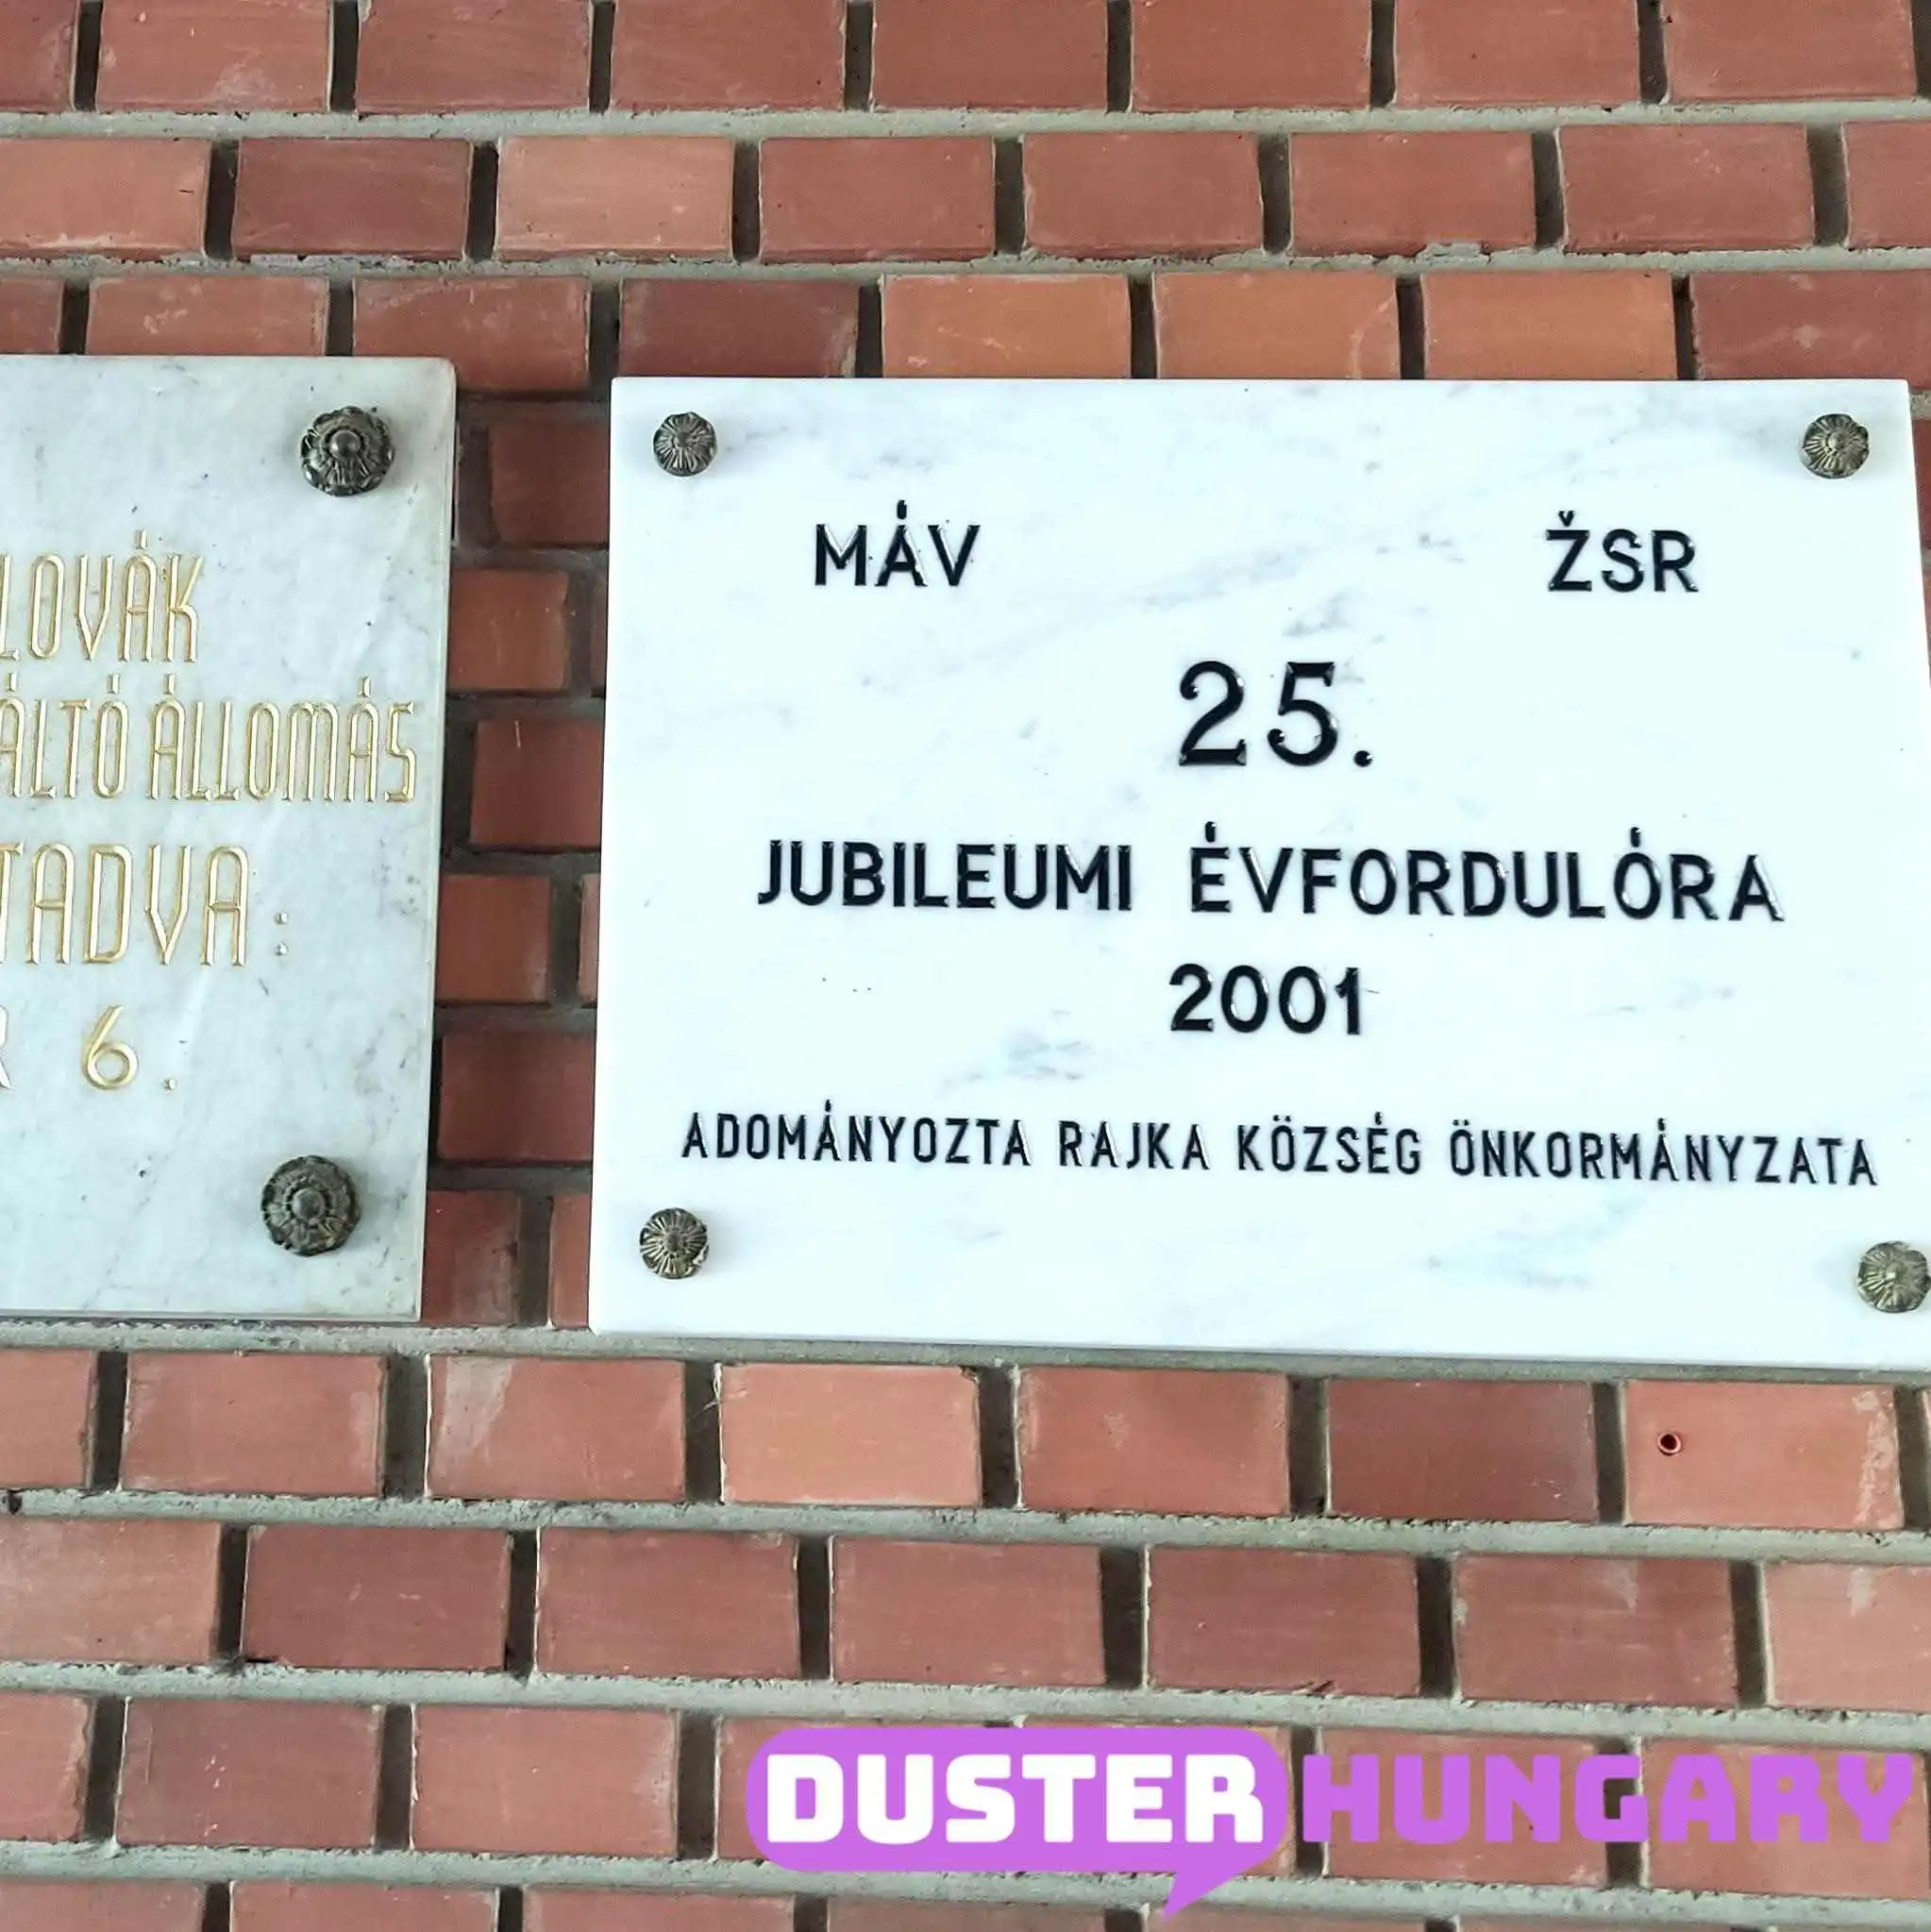 LOVÁK
ÁLTÓ ÁLLOMÁS
TADVA:
R 6.
MÁV ŽSR
25.
JUBILEUMI ÉVFORDULÓRA
2001
ADOMÁNYOZTA RAJKA KÖZSÉG ÖNKORMÁNYZATA
DUSTER HUNGARY